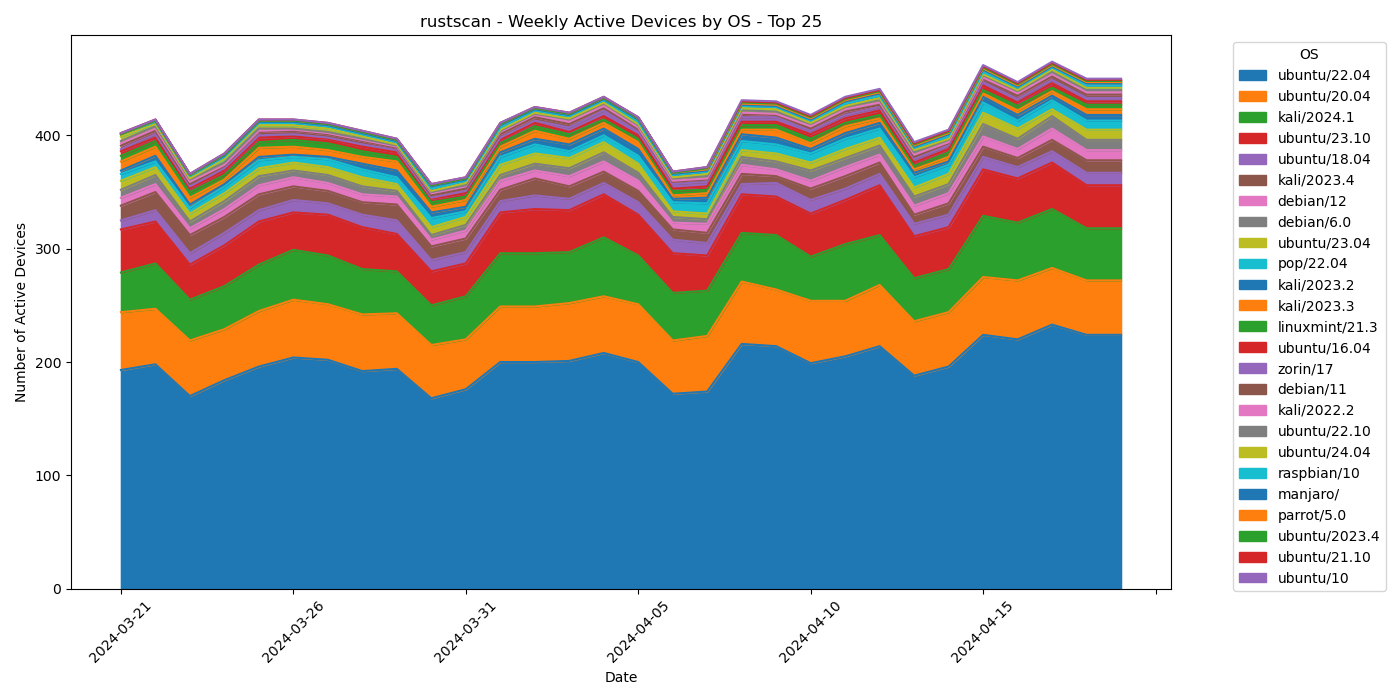 rustscan - Weekly Active Devices by OS - Top 25
Number of Active Devices
400
300
200
100
0
2024-03-21
2024-03-26
2024-03-31
2024-04-05
2024-04-10
2024-04-15
Date
OS
ubuntu/22.04
ubuntu/20.04
kali/2024.1
ubuntu/23.10
ubuntu/18.04
kali/2023.4
debian/12
debian/6.0
ubuntu/23.04
pop/22.04
kali/2023.2
kali/2023.3
linuxmint/21.3
ubuntu/16.04
zorin/17
debian/11
kali/2022.2
ubuntu/22.10
ubuntu/24.04
raspbian/10
manjaro/
parrot/5.0
ubuntu/2023.4
ubuntu/21.10
ubuntu/10